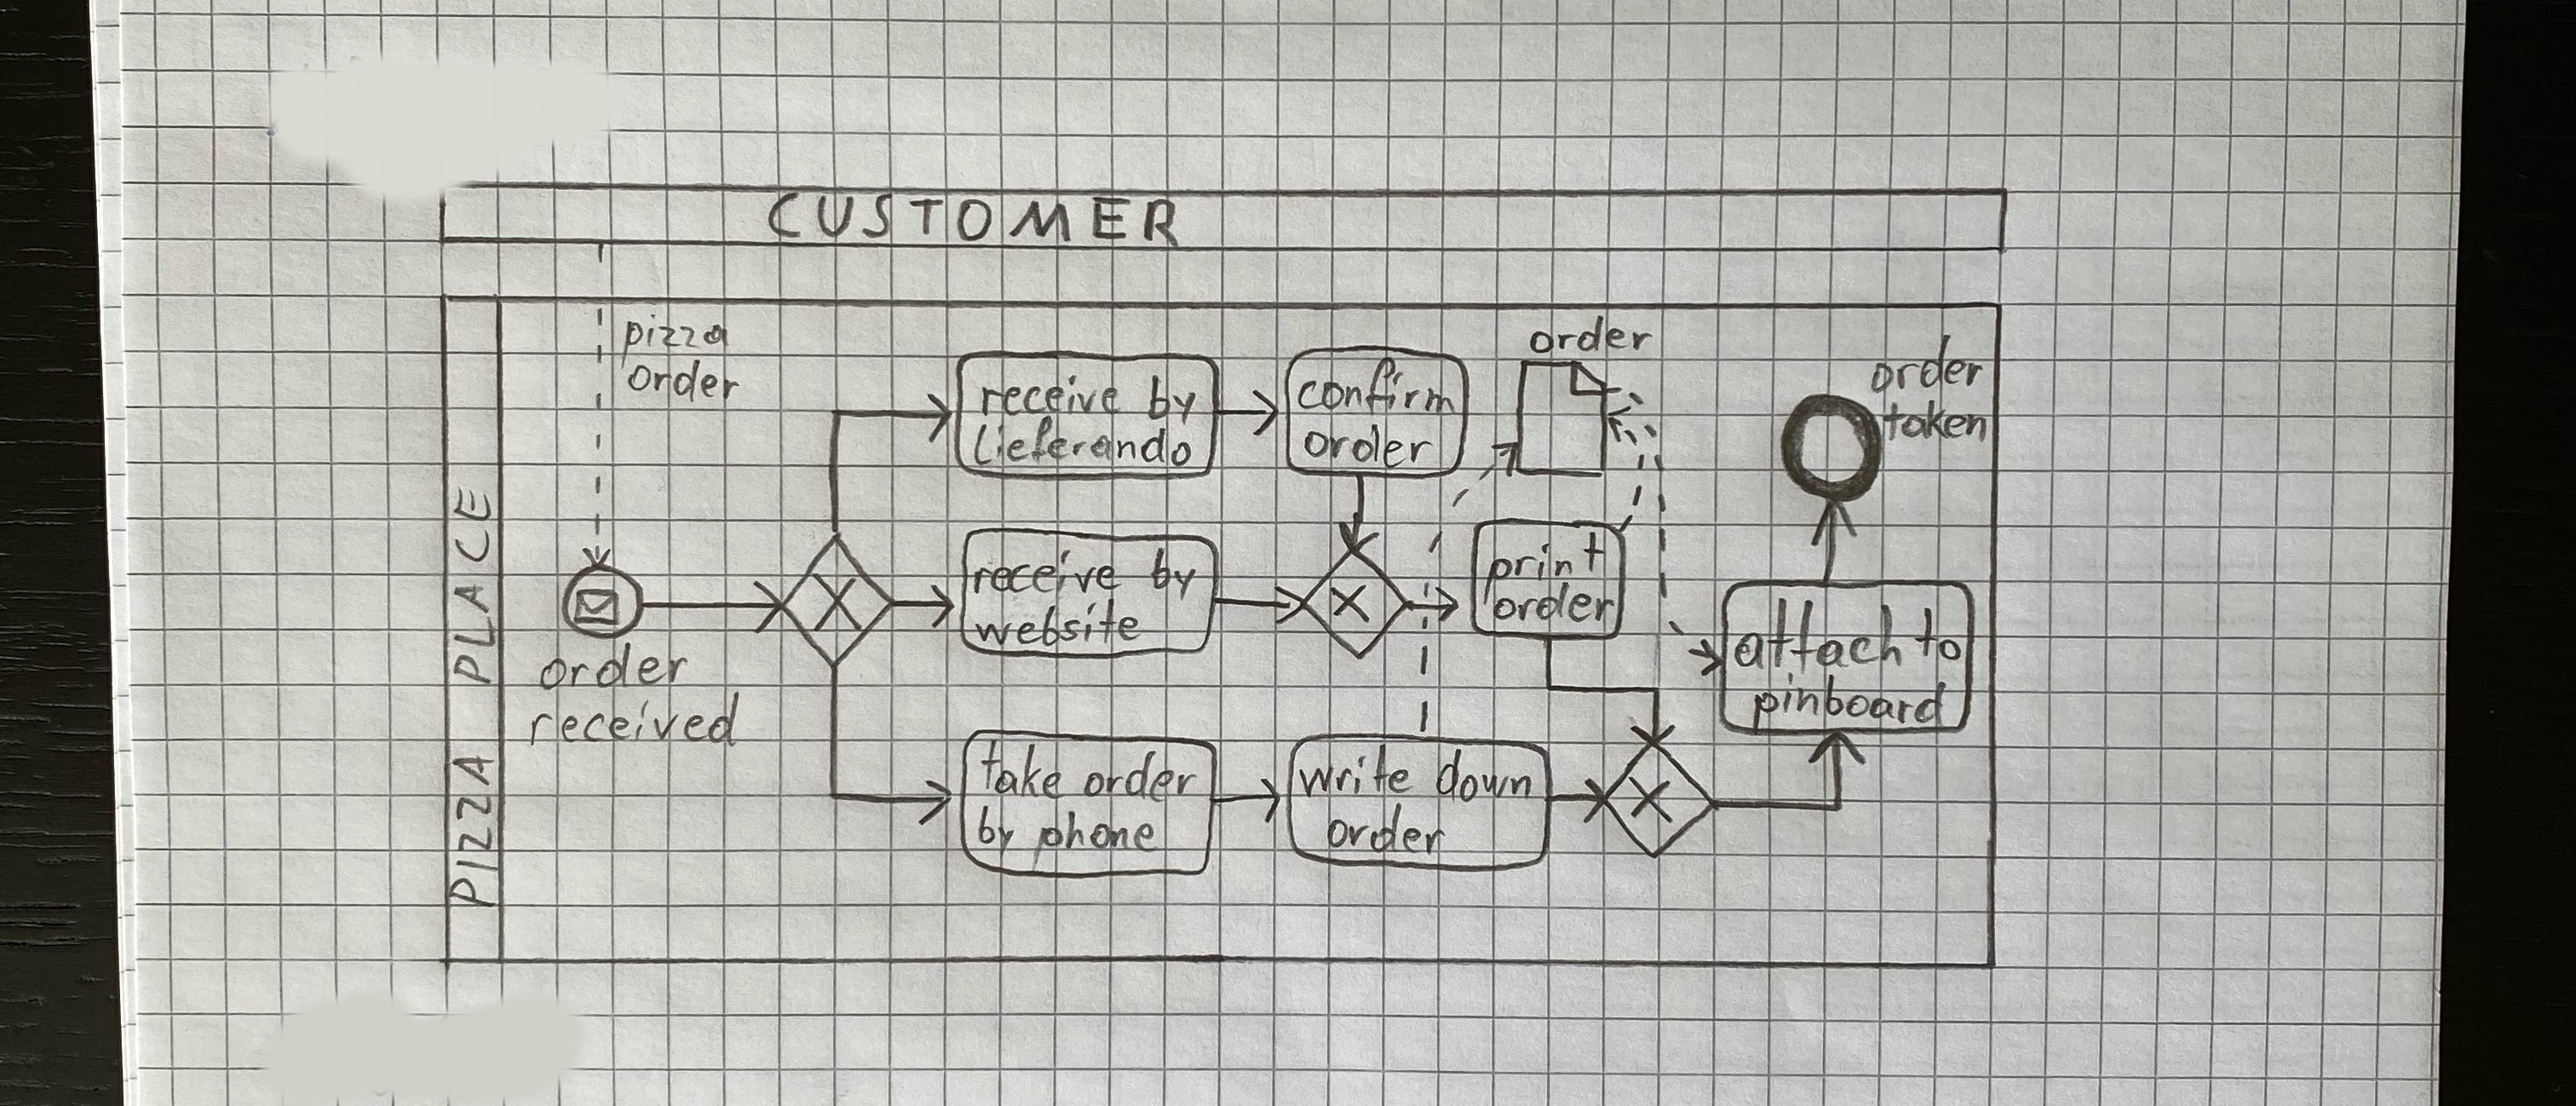 CUSTOMER
PIZZA PLACE
pizza
order
order
received
receive by
Lieferando
confirm
order
order
order
taken
receive by
website
print
order
attach to
pinboard
take order
by phone
write down
order